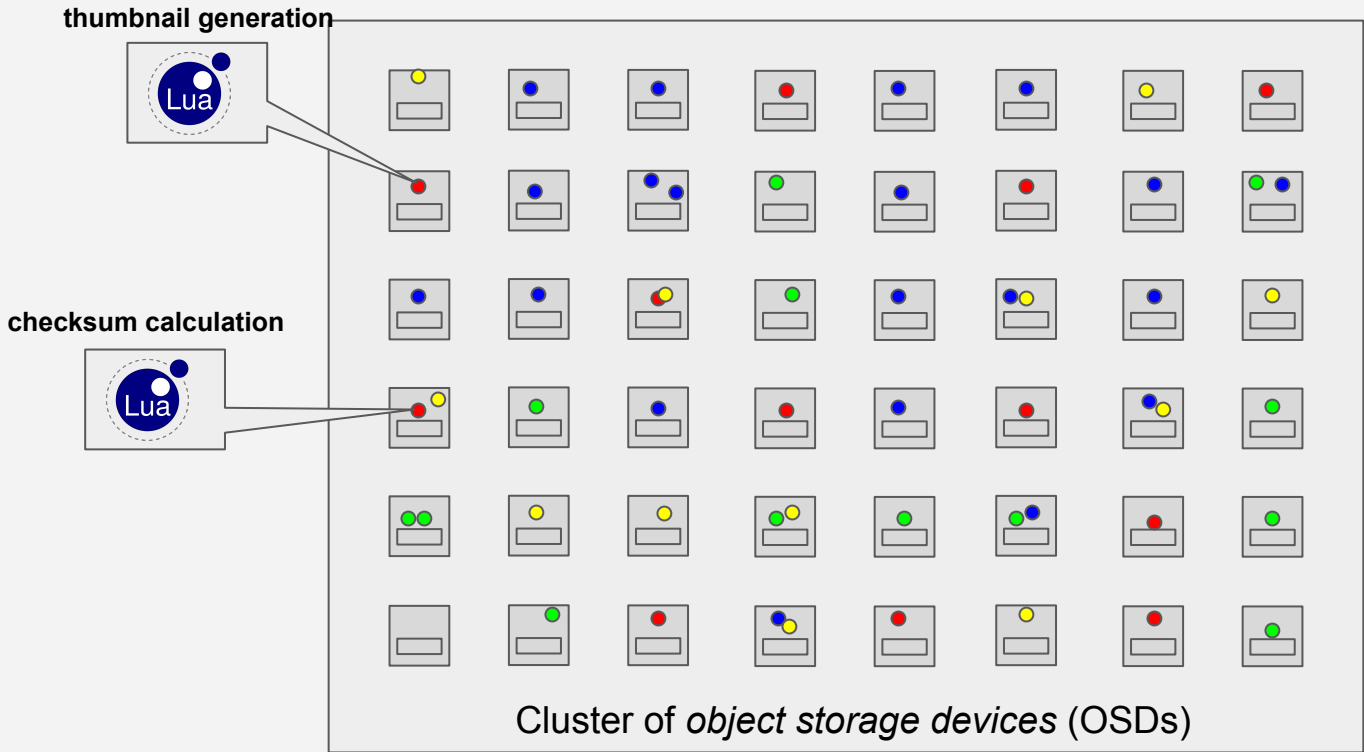 thumbnail generation
Lua
checksum calculation
Lua
Cluster of object storage devices (OSDs)